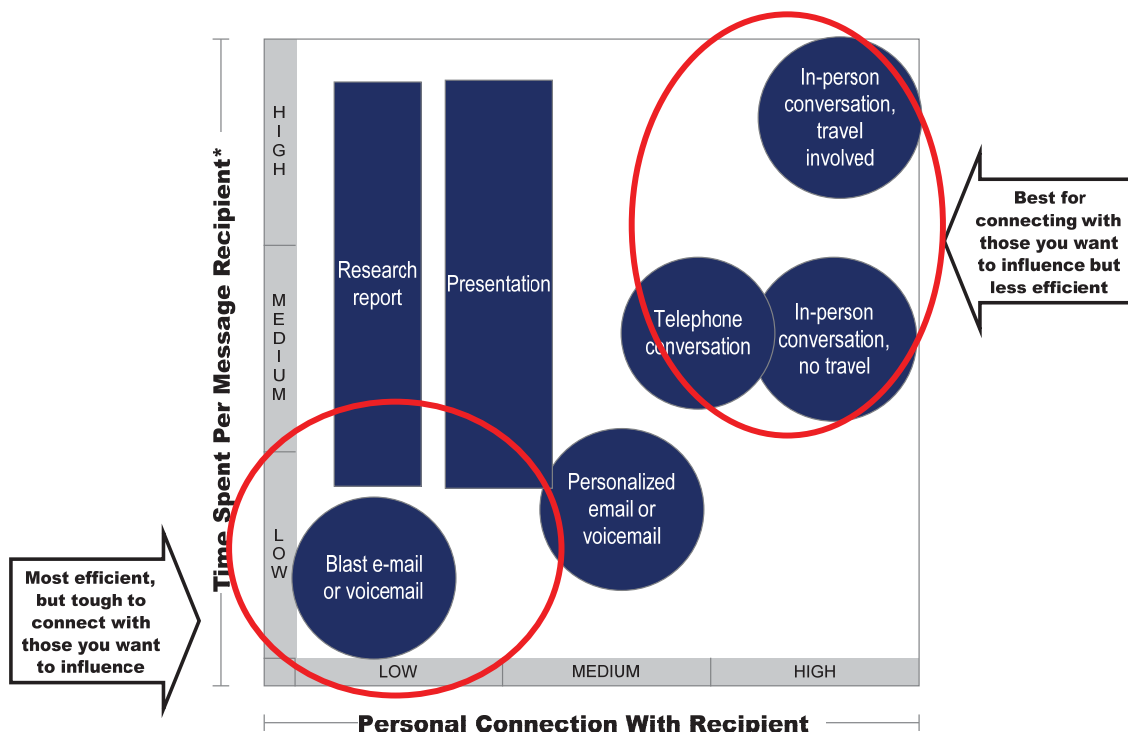 Time Spent Per Message Recipient*
HIGH
MEDIUM
LOW
Research
report
Presentation
In-person
conversation,
travel
involved
Telephone
conversation
In-person
conversation,
no travel
Personalized
email or
voicemail
Blast e-mail
or voicemail
Best for
connecting with
those you want
to influence but
less efficient
Most efficient,
but tough to
connect with
those you want
to influence
LOW
MEDIUM
HIGH
Personal Connection With Recipient